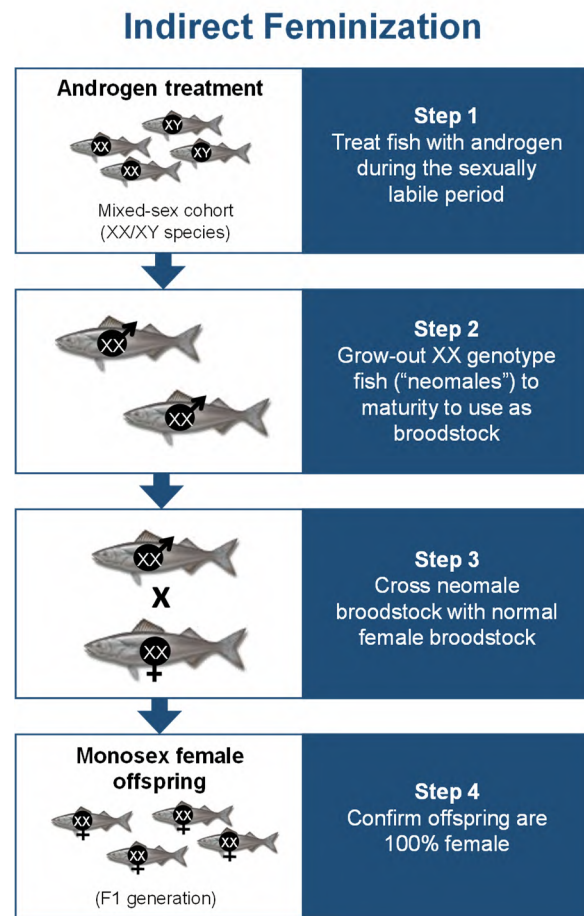 Indirect Feminization
Androgen treatment
XY
XX
XY
XX
Mixed-sex cohort
(XX/XY species)
Step 1
Treat fish with androgen
during the sexually
labile period
XX
XX
Step 2
Grow-out XX genotype
fish (“neomales”) to
maturity to use as
broodstock
XX
X
XX
Step 3
Cross neomale
broodstock with normal
female broodstock
Monosex female
offspring
XX
XX
XX
XX
(F1 generation)
Step 4
Confirm offspring are
100% female